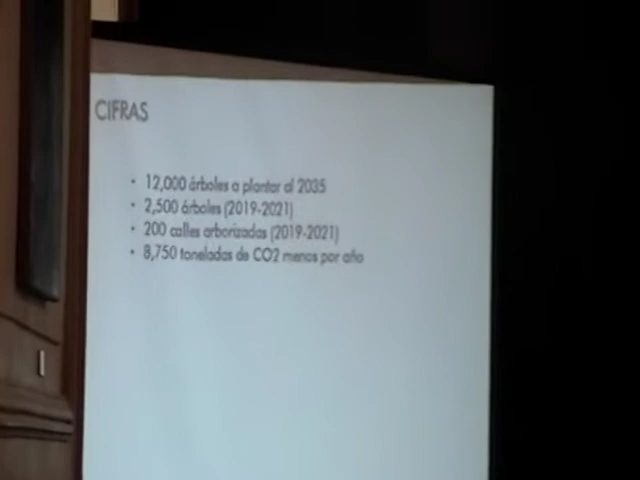 CIFRAS
• 12,000 árboles a plantar al 2035
• 2,500 árboles (2019-2021)
• 200 calles arborizadas (2019-2021)
• 8,750 toneladas de CO2 menos por año